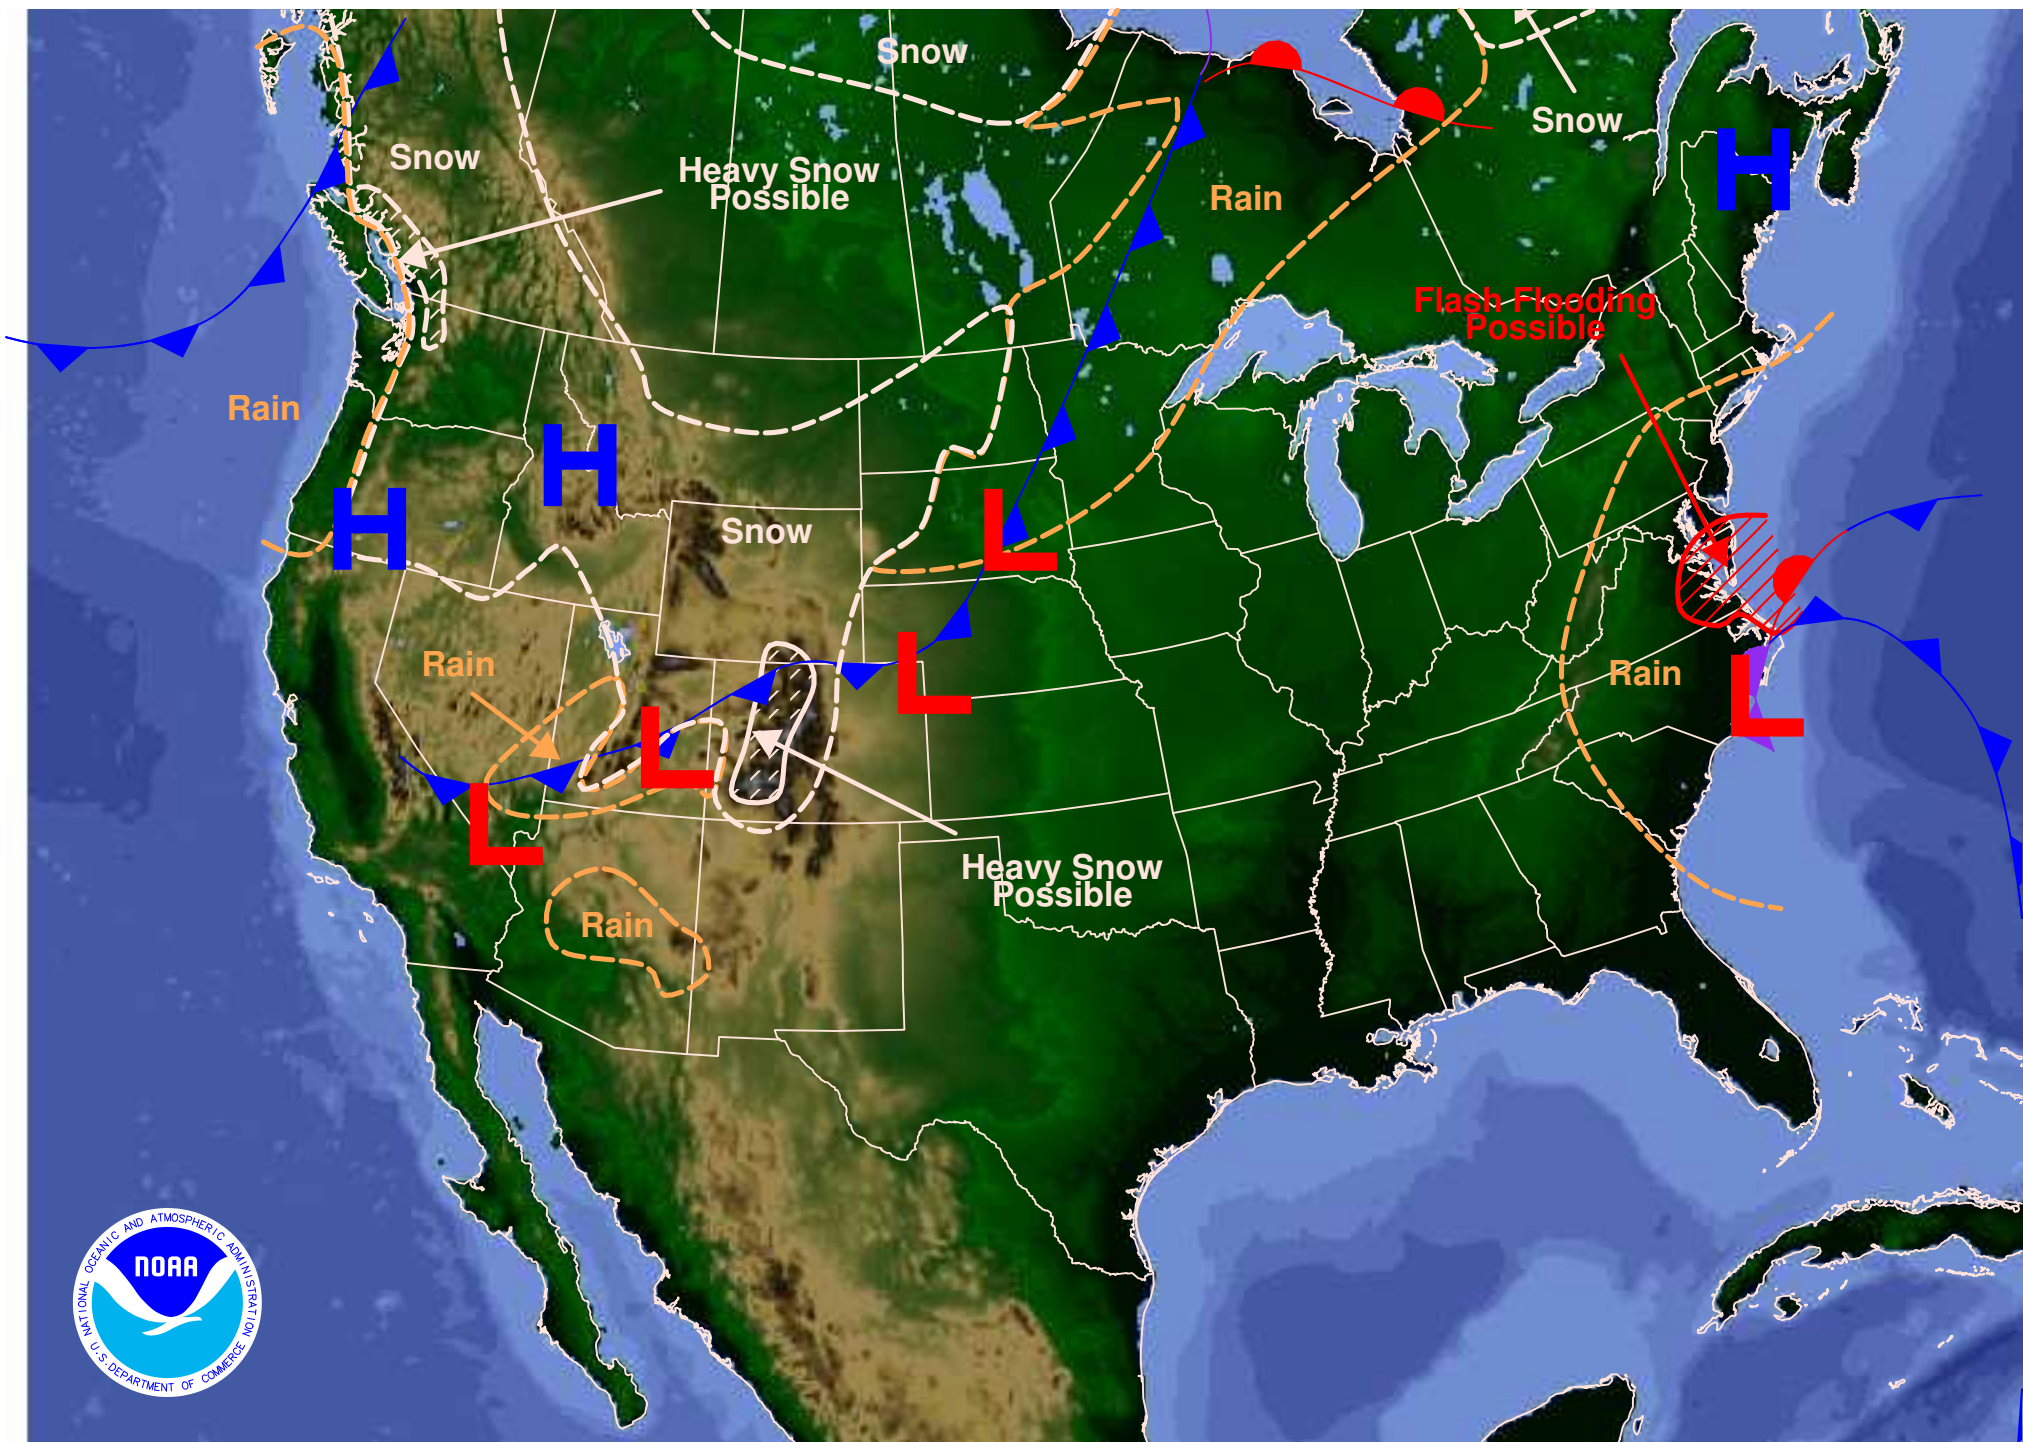 Snow
Snow
Snow
Heavy Snow
Possible
Rain
H
Flash Flooding
Possible
Rain
H
H
L
Snow
Rain
L
Rain
L
L
L
Heavy Snow
Possible
Rain
NATIONAL OCEANIC AND ATMOSPHERIC ADMINISTRATION
NOAA
U.S. DEPARTMENT OF COMMERCE